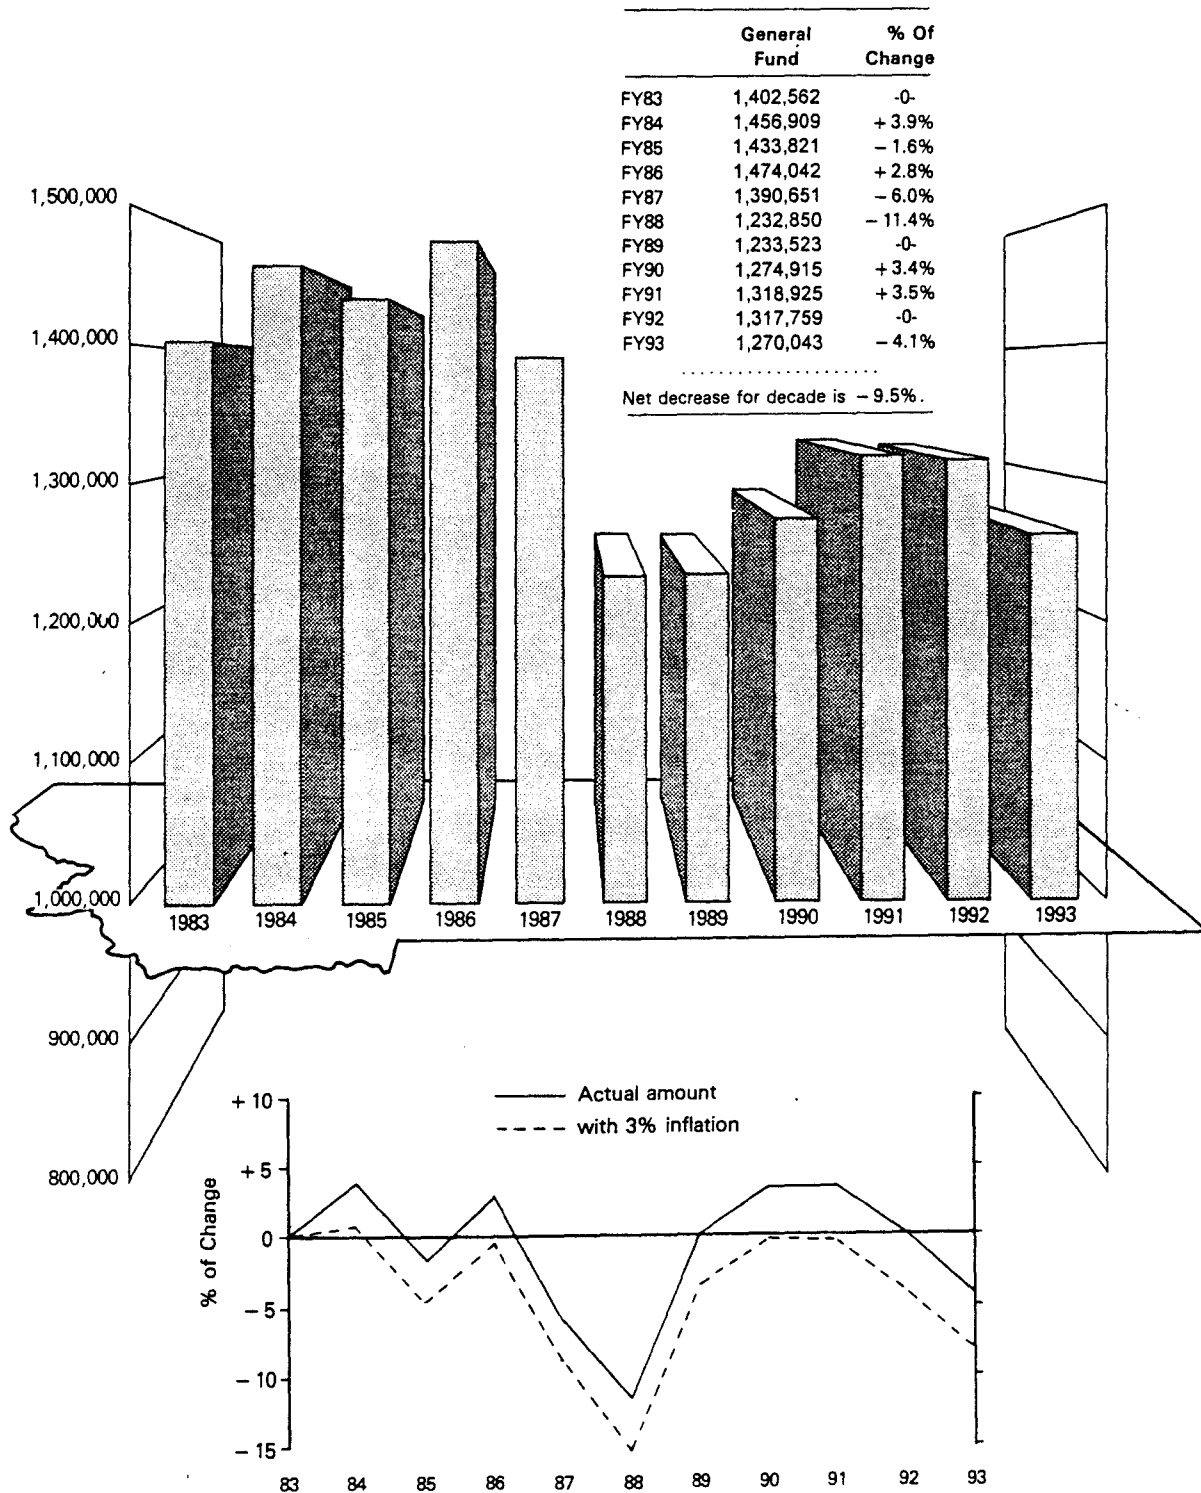 General % Of
Fund Change
FY83 1,402,562 -0-
FY84 1,456,909 + 3.9%
FY85 1,433,821 – 1.6%
FY86 1,474,042 + 2.8%
FY87 1,390,651 – 6.0%
FY88 1,232,850 – 11.4%
FY89 1,233,523 -0-
FY90 1,274,915 + 3.4%
FY91 1,318,925 + 3.5%
FY92 1,317,759 -0-
FY93 1,270,043 – 4.1%
Net decrease for decade is – 9.5%.
1,500,000
1,400,000
1,300,000
1,200,000
1,100,000
1,000,000
1983 1984 1985 1986 1987 1988 1989 1990 1991 1992 1993
900,000
800,000
Actual amount
with 3% inflation
% of Change
+ 10
+ 5
0
– 5
– 10
– 15
83 84 85 86 87 88 89 90 91 92 93